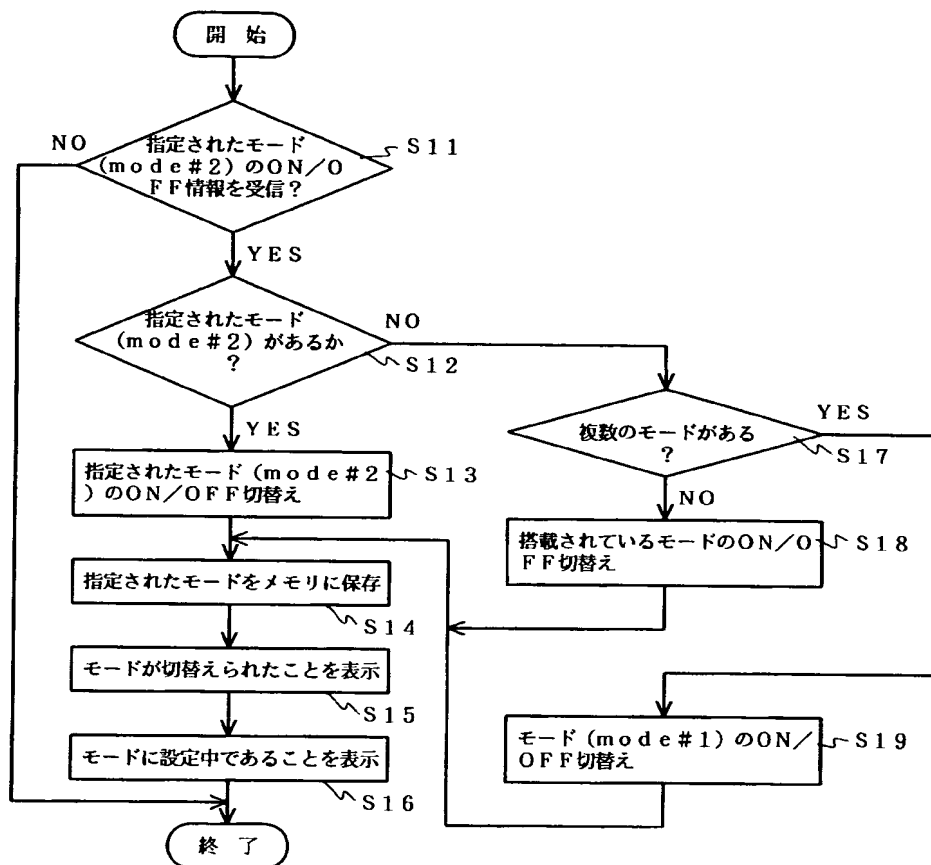 開 始
指定されたモード
(mode#2)のON/O
FF情報を受信?
S11
NO
YES
指定されたモード
(mode#2)があるか
?
S12
NO
YES
複数のモードがある
?
S17
YES
NO
指定されたモード(mode#2
)のON/OFF切替え
S13
搭載されているモードのON/O
FF切替え
S18
指定されたモードをメモリに保存
S14
モードが切替えられたことを表示
S15
モード(mode#1)のON/
OFF切替え
S19
モードに設定中であることを表示
S16
終 了